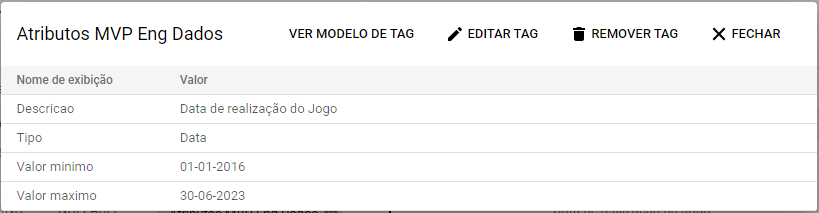 Atributos MVP Eng Dados VER MODELO DE TAG EDITAR TAG REMOVER TAG FECHAR
Nome de exibição Valor
Descricao Data de realização do Jogo
Tipo Data
Valor minimo 01-01-2016
Valor maximo 30-06-2023